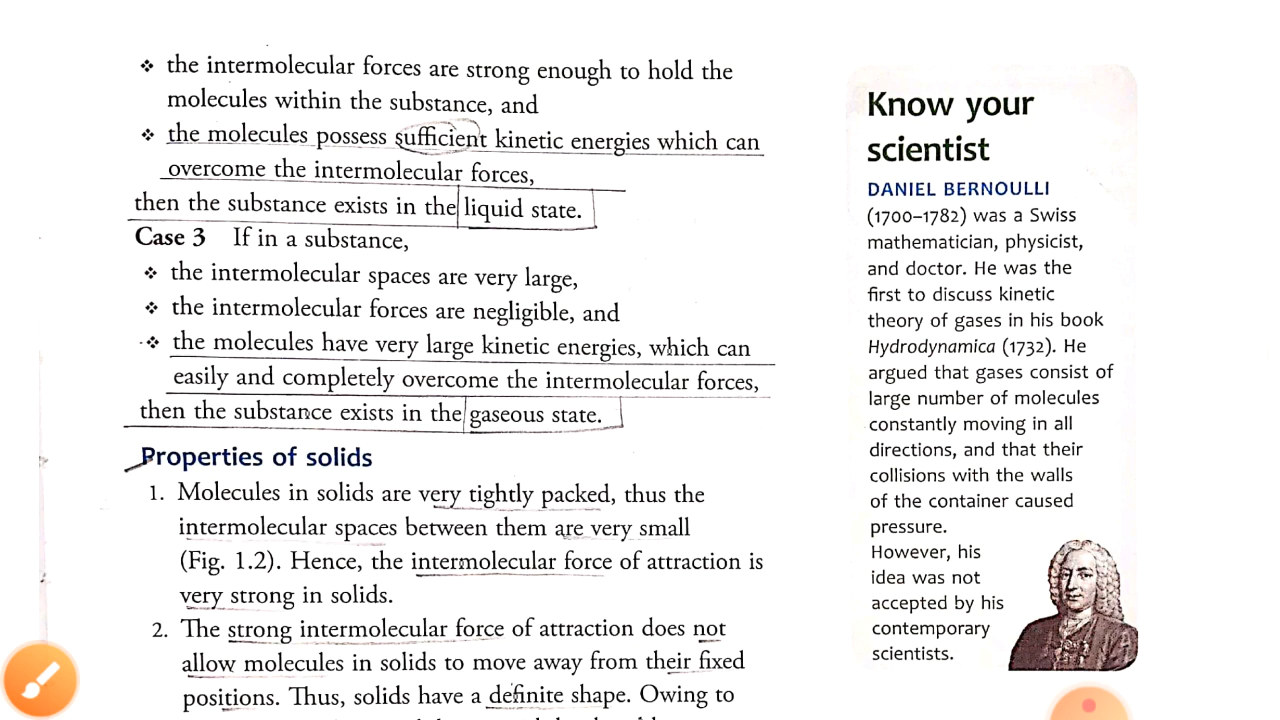 ❖ the intermolecular forces are strong enough to hold the
molecules within the substance, and
❖ the molecules possess sufficient kinetic energies which can
overcome the intermolecular forces,
then the substance exists in the liquid state.
Case 3 If in a substance,
❖ the intermolecular spaces are very large,
❖ the intermolecular forces are negligible, and
❖ the molecules have very large kinetic energies, which can
easily and completely overcome the intermolecular forces,
then the substance exists in the gaseous state.
Properties of solids
1. Molecules in solids are very tightly packed, thus the
intermolecular spaces between them are very small
(Fig. 1.2). Hence, the intermolecular force of attraction is
very strong in solids.
2. The strong intermolecular force of attraction does not
allow molecules in solids to move away from their fixed
positions. Thus, solids have a definite shape. Owing to
Know your
scientist
DANIEL BERNOULLI
(1700–1782) was a Swiss
mathematician, physicist,
and doctor. He was the
first to discuss kinetic
theory of gases in his book
Hydrodynamica (1732). He
argued that gases consist of
large number of molecules
constantly moving in all
directions, and that their
collisions with the walls
of the container caused
pressure.
However, his
idea was not
accepted by his
contemporary
scientists.